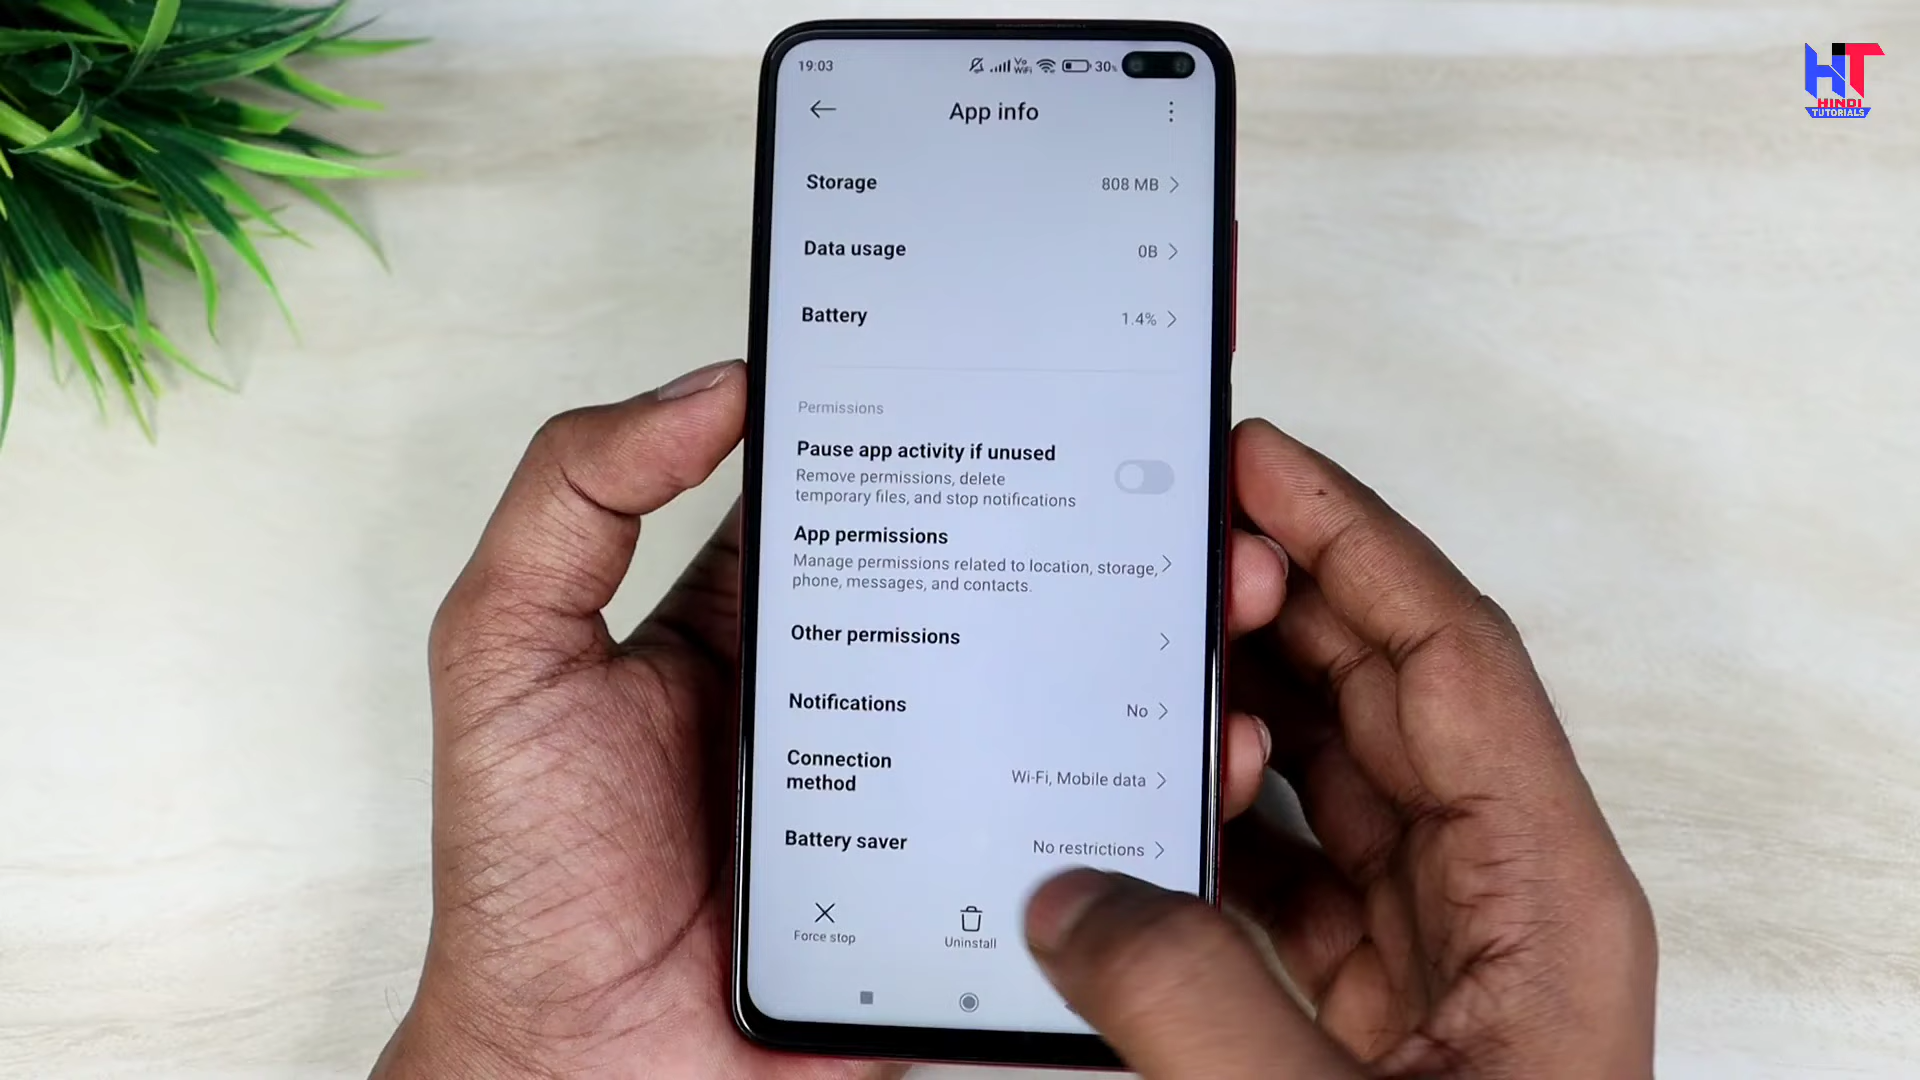 19:03
Vo
WiFi
30%
App info
Storage
808 MB
Data usage
0B
Battery
1.4%
Permissions
Pause app activity if unused
Remove permissions, delete
temporary files, and stop notifications
App permissions
Manage permissions related to location, storage,
phone, messages, and contacts.
Other permissions
Notifications
No
Connection
method
Wi-Fi, Mobile data
Battery saver
No restrictions
Force stop
Uninstall
HT
HINDI
TUTORIALS